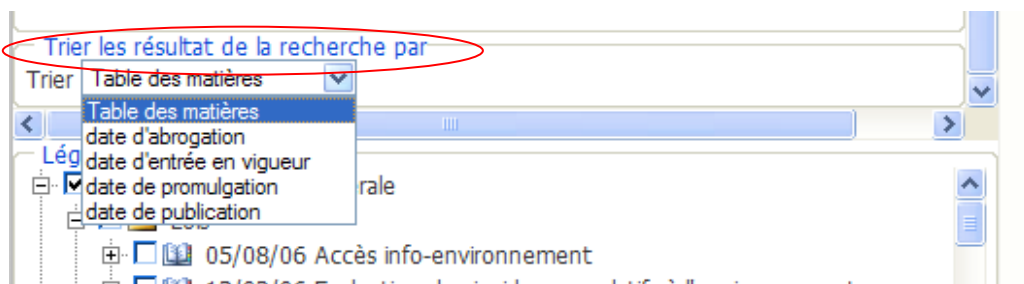 Trier les résultat de la recherche par
Trier Table des matières
Table des matières
date d'abrogation
date d'entrée en vigueur
date de promulgation
date de publication
Lég
rale
05/08/06 Accès info-environnement